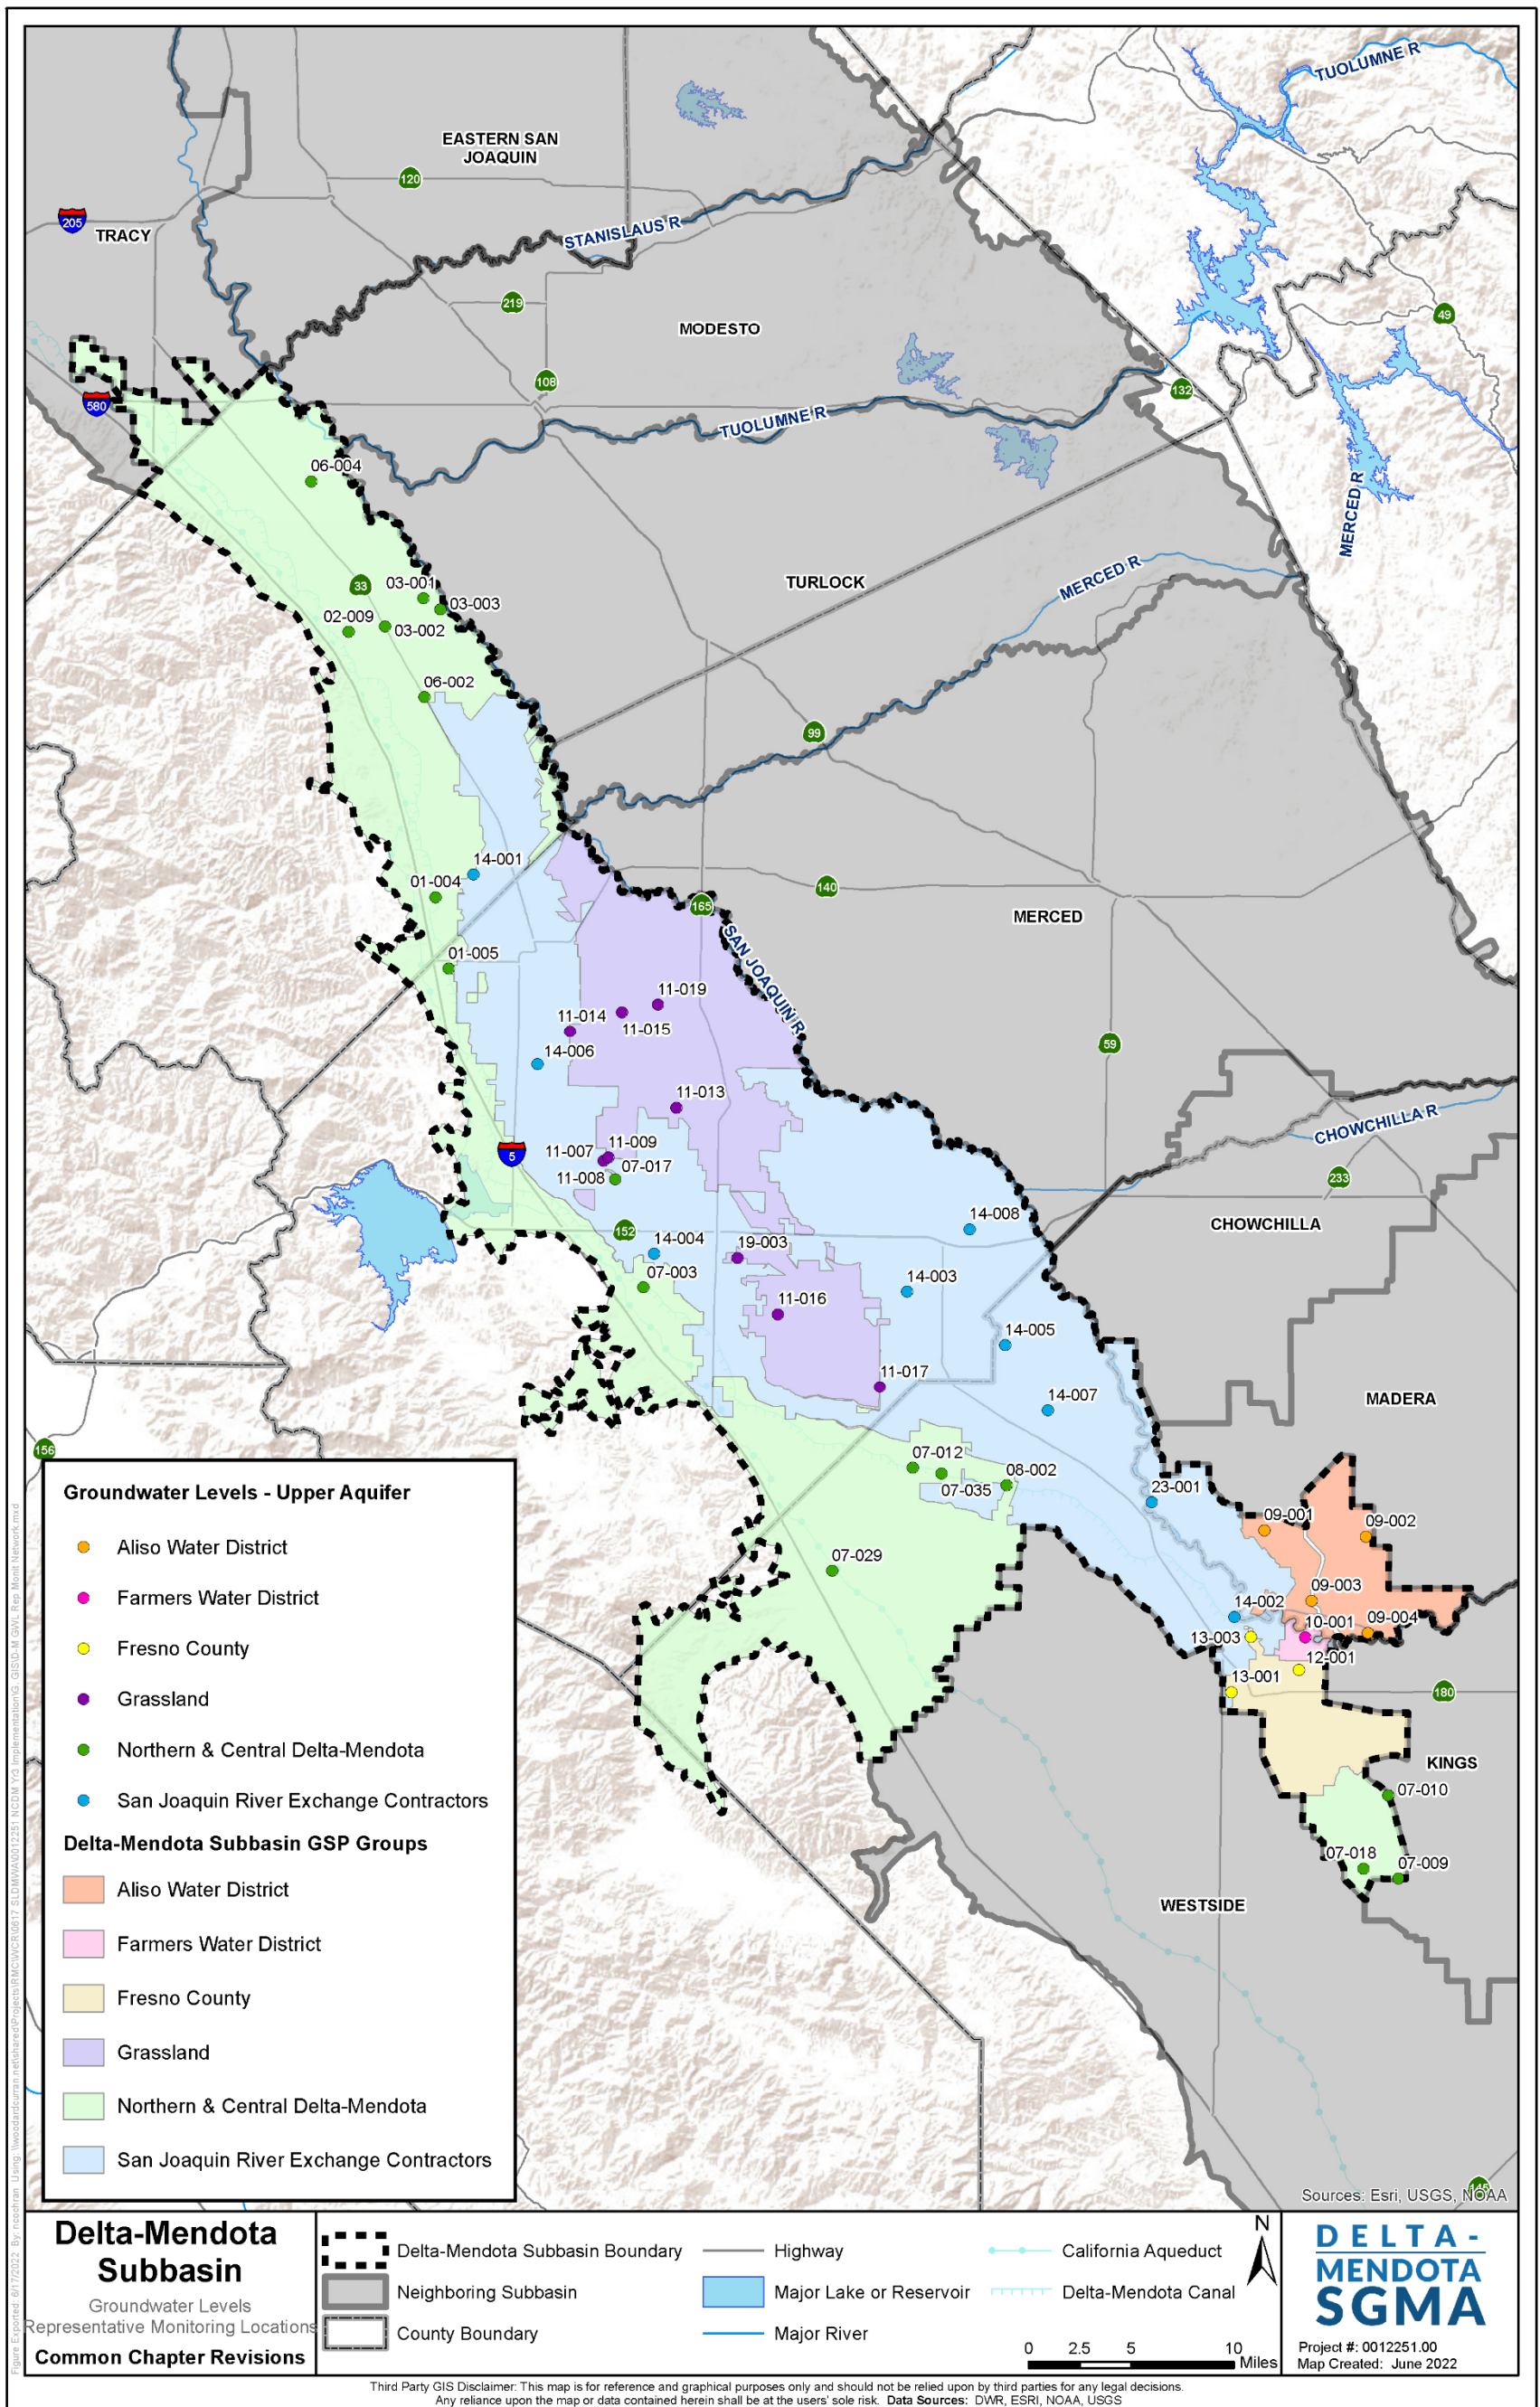 EASTERN SAN
JOAQUIN
TUOLUMNE R
120
205
TRACY
STANISLAUS R
219
MODESTO
49
108
132
580
TUOLUMNE R
06-004
MERCED R
33
03-001
03-003
02-009
03-002
TURLOCK
MERCED R
06-002
99
14-001
01-004
140
165
MERCED
SAN JOAQUIN R
01-005
11-019
11-014
11-015
14-006
59
11-013
CHOWCHILLA R
11-007
11-009
07-017
11-008
5
233
152
14-008
CHOWCHILLA
14-004
19-003
07-003
14-003
11-016
14-005
11-017
14-007
MADERA
156
07-012
08-002
07-035
23-001
09-001
09-002
07-029
09-003
14-002
10-001
09-004
13-003
12-001
13-001
180
KINGS
07-010
07-018
07-009
WESTSIDE
145
Groundwater Levels - Upper Aquifer
Aliso Water District
Farmers Water District
Fresno County
Grassland
Northern & Central Delta-Mendota
San Joaquin River Exchange Contractors
Delta-Mendota Subbasin GSP Groups
Aliso Water District
Farmers Water District
Fresno County
Grassland
Northern & Central Delta-Mendota
San Joaquin River Exchange Contractors
Sources: Esri, USGS, NOAA
Delta-Mendota
Subbasin
Groundwater Levels
Representative Monitoring Locations
Common Chapter Revisions
Delta-Mendota Subbasin Boundary
Neighboring Subbasin
County Boundary
Highway
Major Lake or Reservoir
Major River
California Aqueduct
Delta-Mendota Canal
N
0 2.5 5 10
Miles
DELTA-
MENDOTA
SGMA
Project #: 0012251.00
Map Created: June 2022
Third Party GIS Disclaimer: This map is for reference and graphical purposes only and should not be relied upon by third parties for any legal decisions.
Any reliance upon the map or data contained herein shall be at the users' sole risk. Data Sources: DWR, ESRI, NOAA, USGS